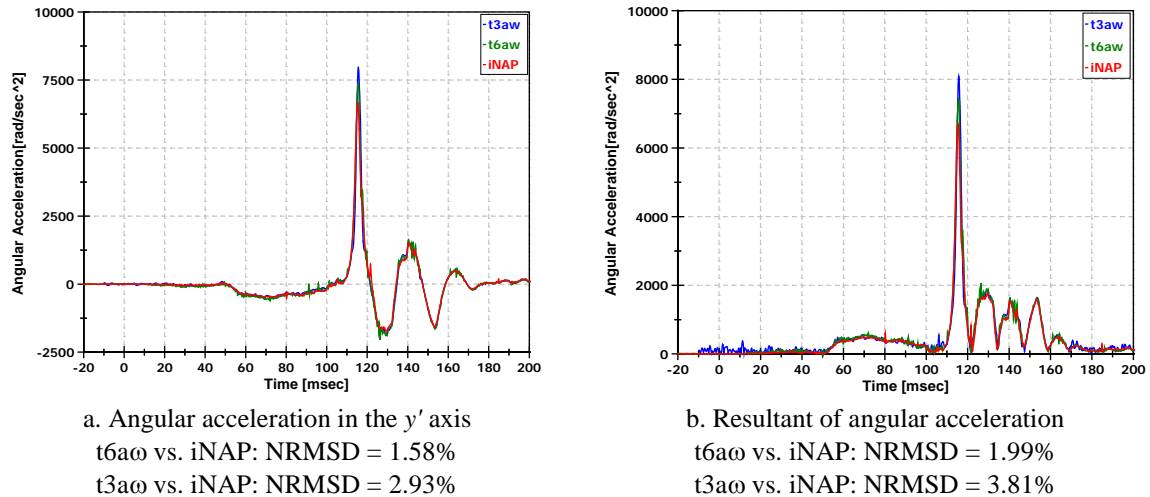 10000
7500
5000
2500
0
-2500
Angular Acceleration[rad/sec^2]
t3aw
t6aw
iNAP
-20 0 20 40 60 80 100 120 140 160 180 200
Time [msec]
a. Angular acceleration in the y′ axis
t6aω vs. iNAP: NRMSD = 1.58%
t3aω vs. iNAP: NRMSD = 2.93%
10000
8000
6000
4000
2000
0
Angular Acceleration[rad/sec^2]
t3aw
t6aw
iNAP
-20 0 20 40 60 80 100 120 140 160 180 200
Time [msec]
b. Resultant of angular acceleration
t6aω vs. iNAP: NRMSD = 1.99%
t3aω vs. iNAP: NRMSD = 3.81%